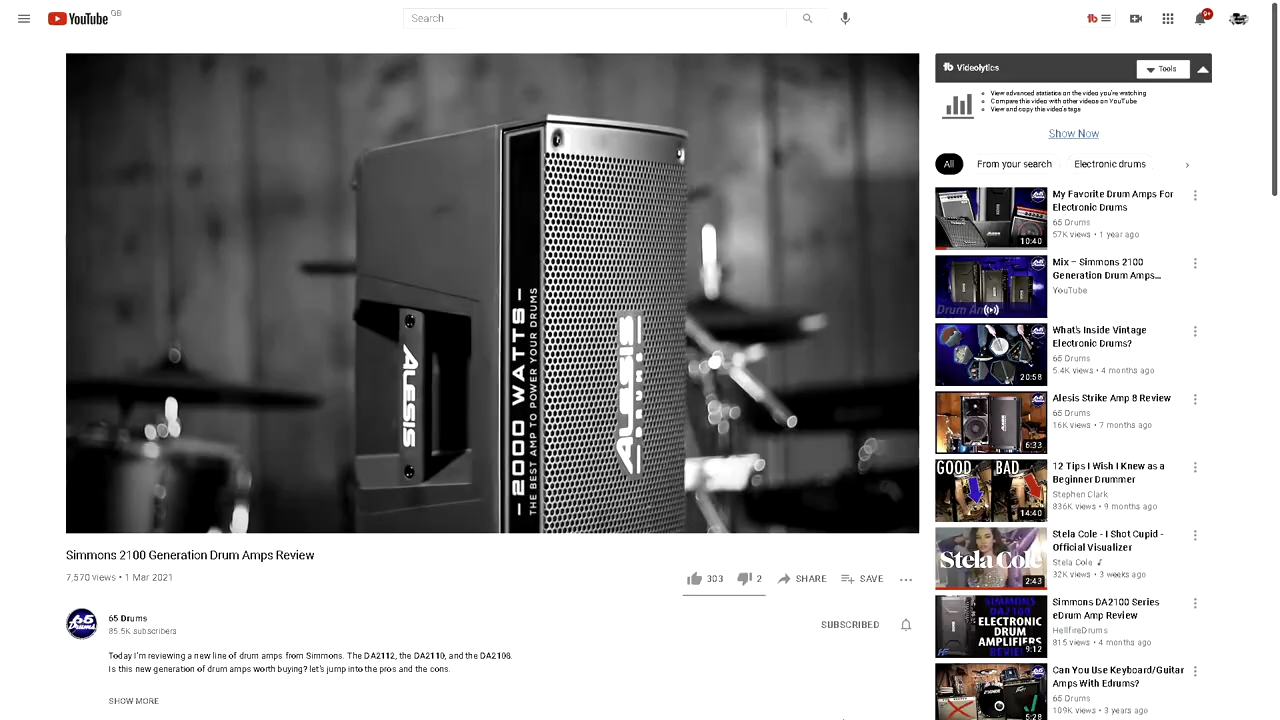 YouTube GB
Search
9+
ALESIS
– 2000 WATTS –
THE BEST AMP TO POWER YOUR DRUMS
ALESIS
Simmons 2100 Generation Drum Amps Review
7,570 views • 1 Mar 2021
303
2
SHARE
SAVE
65 Drums
65 Drums
85.5K subscribers
SUBSCRIBED
Today I'm reviewing a new line of drum amps from Simmons. The DA2112, the DA2110, and the DA2108.
Is this new generation of drum amps worth buying? let's jump into the pros and the cons.
SHOW MORE
tb Videolytics
Tools
View advanced statistics on the video you're watching
Compare this video with other videos on YouTube
View and copy this video's tags
Show Now
All
From your search
Electronic drums
My Favorite Drum Amps For
Electronic Drums
65 Drums
57K views • 1 year ago
10:40
Mix – Simmons 2100
Generation Drum Amps...
YouTube
What's Inside Vintage
Electronic Drums?
65 Drums
5.4K views • 4 months ago
20:58
Alesis Strike Amp 8 Review
65 Drums
16K views • 7 months ago
6:33
GOOD BAD
14:40
12 Tips I Wish I Knew as a
Beginner Drummer
Stephen Clark
836K views • 9 months ago
Stela Cole
2:43
Stela Cole - I Shot Cupid -
Official Visualizer
Stela Cole
32K views • 3 weeks ago
SIMMONS
DA2108
ELECTRONIC
DRUM
AMPLIFIERS
REVIEW
HF
9:12
Simmons DA2100 Series
eDrum Amp Review
HellfireDrums
815 views • 4 months ago
Can You Use Keyboard/Guitar
Amps With Edrums?
65 Drums
109K views • 3 years ago
5:28